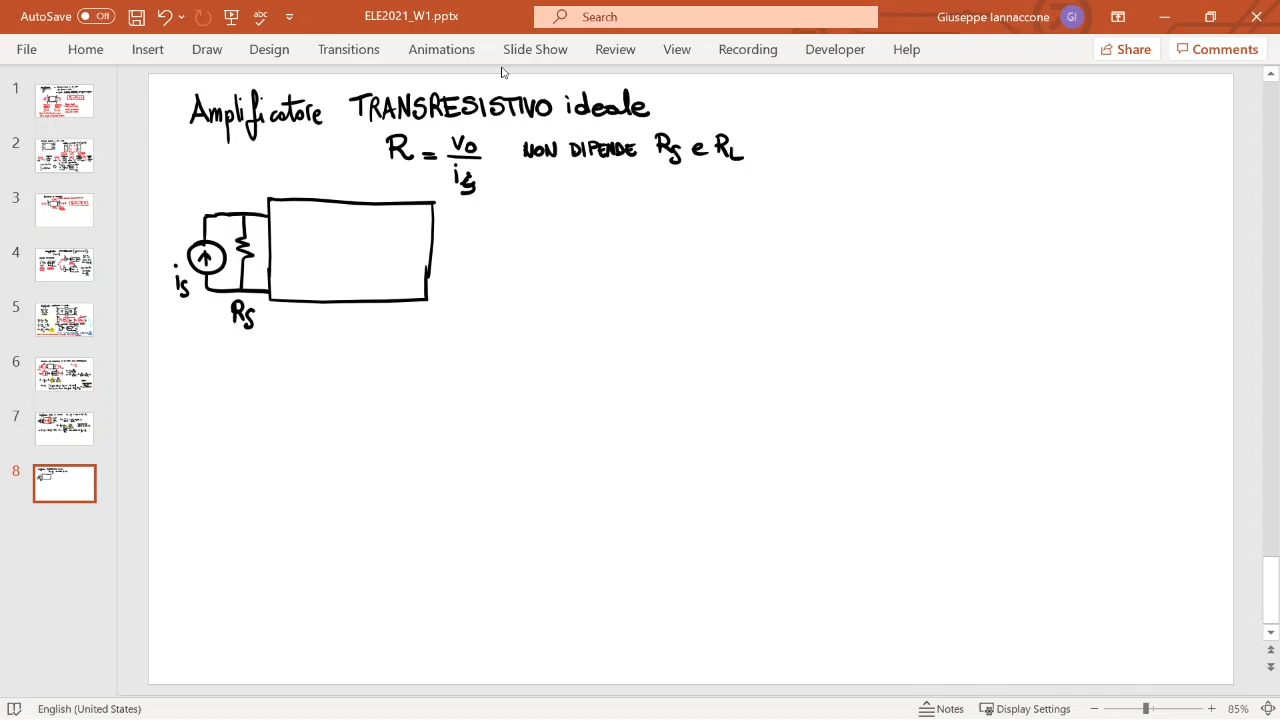 AutoSave Off
ELE2021_W1.pptx
Search
Giuseppe Iannaccone GI
File Home Insert Draw Design Transitions Animations Slide Show Review View Recording Developer Help
Share Comments
Amplificatore TRANSRESISTIVO ideale
R = vo / is NON DIPENDE Rs e RL
is
Rs
1
2
3
4
5
6
7
8
English (United States)
Notes Display Settings 85%